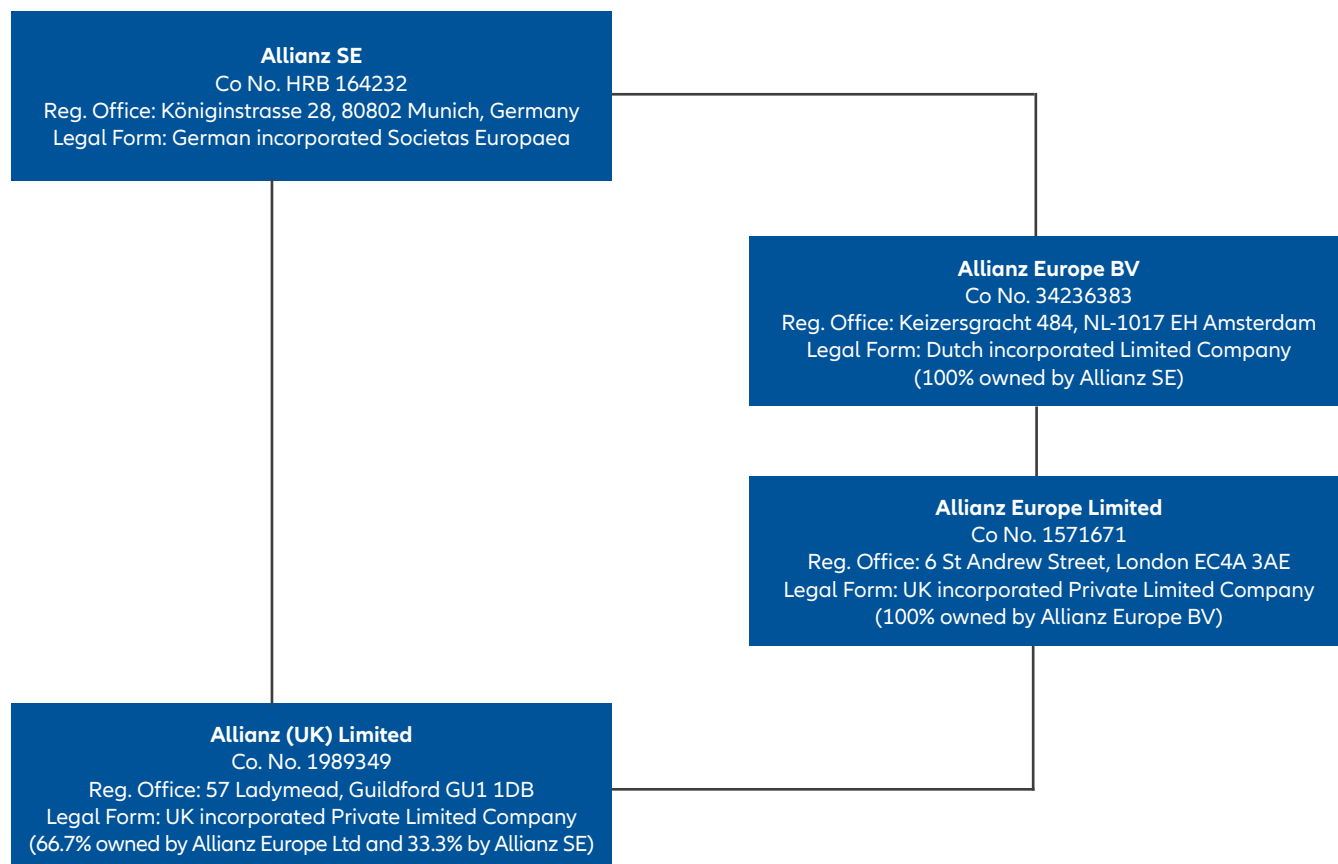 Allianz SE
Co No. HRB 164232
Reg. Office: Königinstrasse 28, 80802 Munich, Germany
Legal Form: German incorporated Societas Europaea
Allianz Europe BV
Co No. 34236383
Reg. Office: Keizersgracht 484, NL-1017 EH Amsterdam
Legal Form: Dutch incorporated Limited Company
(100% owned by Allianz SE)
Allianz Europe Limited
Co No. 1571671
Reg. Office: 6 St Andrew Street, London EC4A 3AE
Legal Form: UK incorporated Private Limited Company
(100% owned by Allianz Europe BV)
Allianz (UK) Limited
Co. No. 1989349
Reg. Office: 57 Ladymead, Guildford GU1 1DB
Legal Form: UK incorporated Private Limited Company
(66.7% owned by Allianz Europe Ltd and 33.3% by Allianz SE)